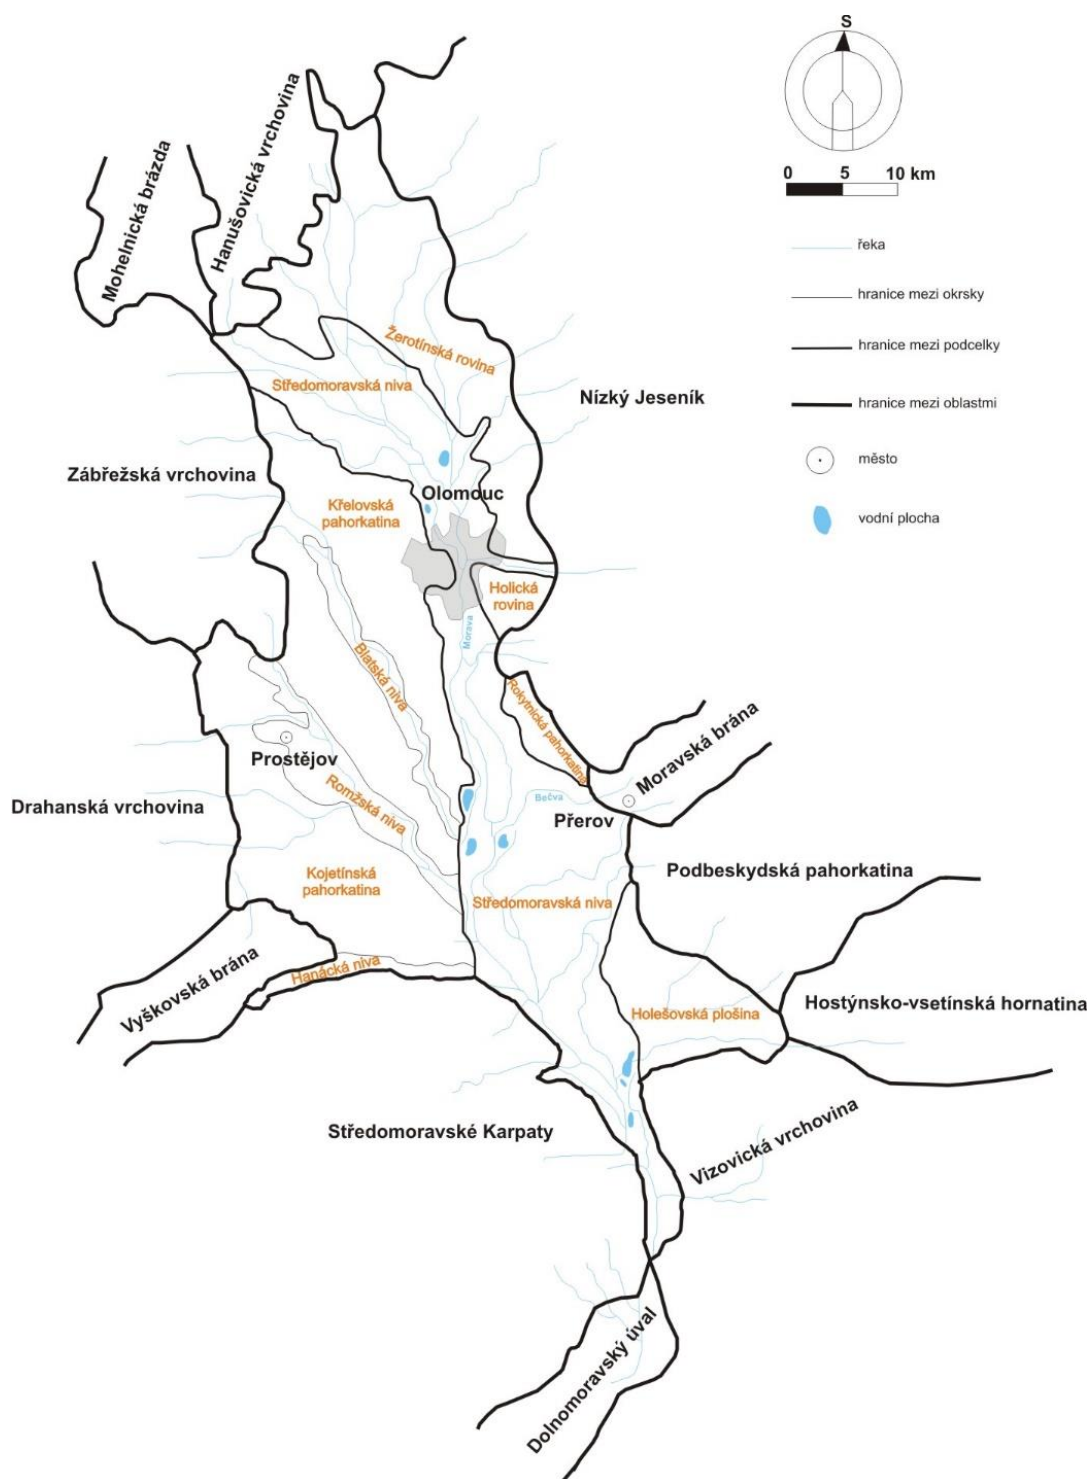 S
0 5 10 km
řeka
hranice mezi okrsky
hranice mezi podcelky
hranice mezi oblastmi
město
vodní plocha
Mohelnická brázda
Hanušovická vrchovina
Žerotínská rovina
Středomoravská niva
Nízký Jeseník
Zábřežská vrchovina
Olomouc
Křelovská
pahorkatina
Holická
rovina
Morava
Blatská niva
Rokytnická pahorkatina
Moravská brána
Prostějov
Romžská niva
Bečva
Přerov
Drahanská vrchovina
Podbeskydská pahorkatina
Kojetínská
pahorkatina
Středomoravská niva
Vyškovská brána
Hanácká niva
Holešovská plošina
Hostýnsko-vsetínská hornatina
Středomoravské Karpaty
Vizovická vrchovina
Dolnomoravský úval